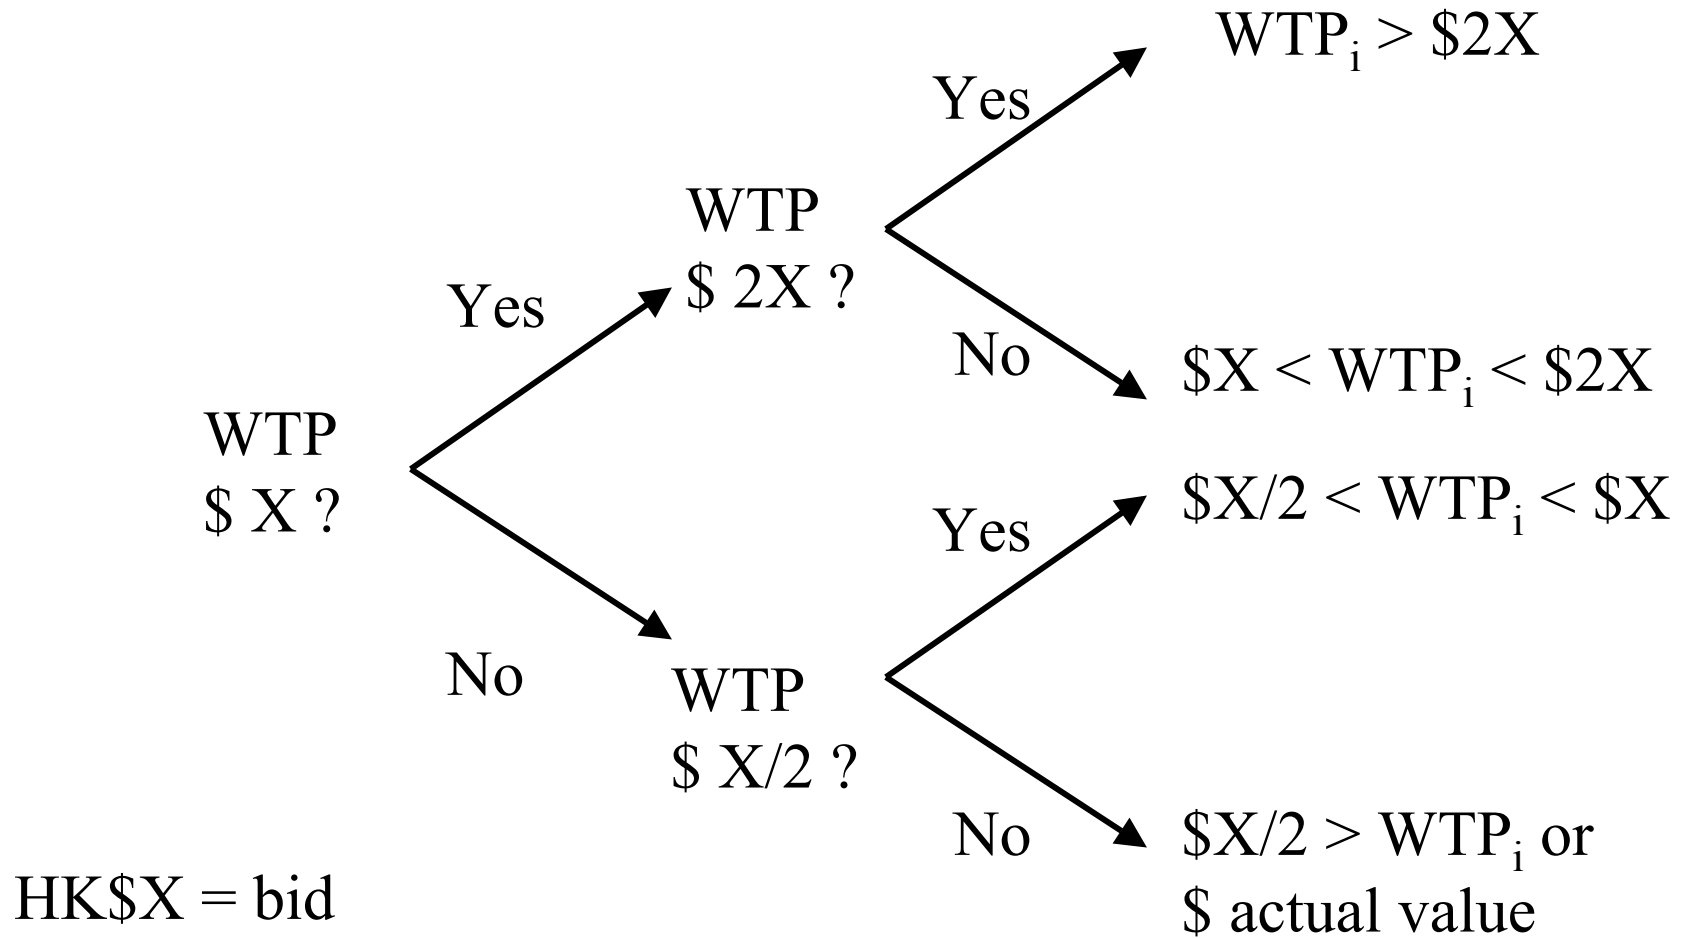 WTPi > $2X
Yes
WTP
$ 2X ?
Yes
No
$X < WTPi < $2X
WTP
$ X ?
$X/2 < WTPi < $X
Yes
No
WTP
$ X/2 ?
No
$X/2 > WTPi or
$ actual value
HK$X = bid